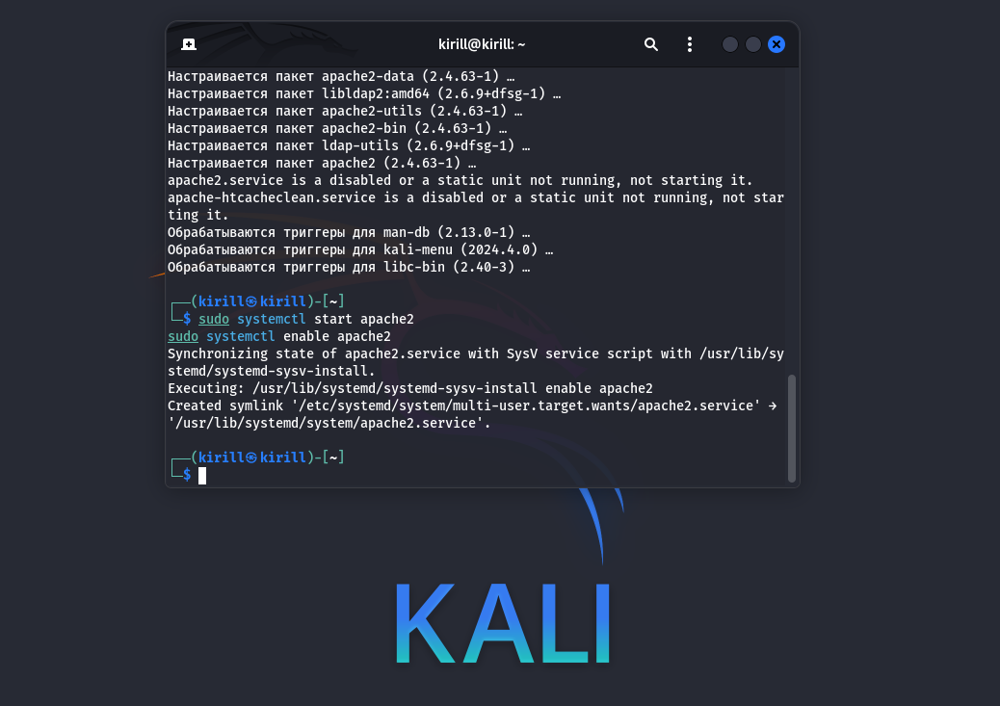 kirill@kirill: ~
Настраивается пакет apache2-data (2.4.63-1) …
Настраивается пакет libldap2:amd64 (2.6.9+dfsg-1) …
Настраивается пакет apache2-utils (2.4.63-1) …
Настраивается пакет apache2-bin (2.4.63-1) …
Настраивается пакет ldap-utils (2.6.9+dfsg-1) …
Настраивается пакет apache2 (2.4.63-1) …
apache2.service is a disabled or a static unit not running, not starting it.
apache-htcacheclean.service is a disabled or a static unit not running, not star
ting it.
Обрабатываются триггеры для man-db (2.13.0-1) …
Обрабатываются триггеры для kali-menu (2024.4.0) …
Обрабатываются триггеры для libc-bin (2.40-3) …
┌──(kirill㉿kirill)-[~]
└─$ sudo systemctl start apache2
sudo systemctl enable apache2
Synchronizing state of apache2.service with SysV service script with /usr/lib/sy
stemd/systemd-sysv-install.
Executing: /usr/lib/systemd/systemd-sysv-install enable apache2
Created symlink '/etc/systemd/system/multi-user.target.wants/apache2.service' →
'/usr/lib/systemd/system/apache2.service'.
┌──(kirill㉿kirill)-[~]
└─$
KALI